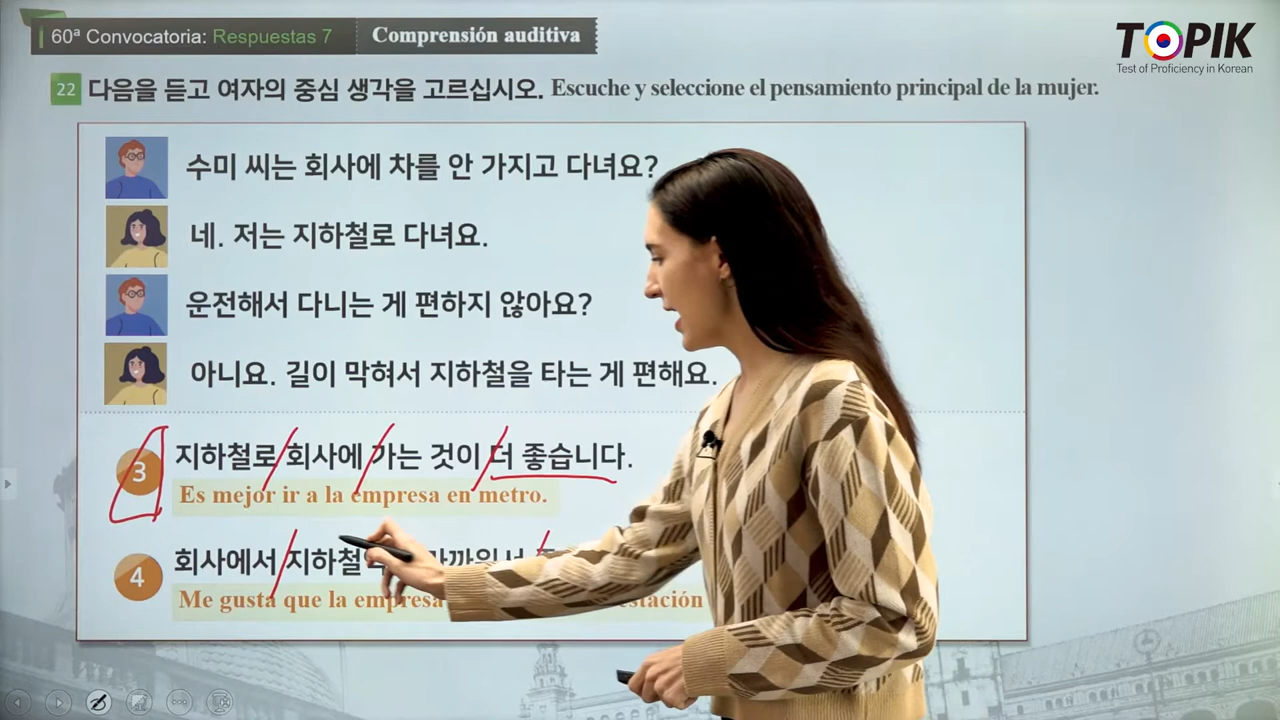 60ª Convocatoria: Respuestas 7
Comprensión auditiva
TOPIK
Test of Proficiency in Korean
22 다음을 듣고 여자의 중심 생각을 고르십시오. Escuche y seleccione el pensamiento principal de la mujer.
수미 씨는 회사에 차를 안 가지고 다녀요?
네. 저는 지하철로 다녀요.
운전해서 다니는 게 편하지 않아요?
아니요. 길이 막혀서 지하철을 타는 게 편해요.
3 지하철로 회사에 가는 것이 더 좋습니다.
Es mejor ir a la empresa en metro.
4 회사에서
Me gusta que la empresa estación